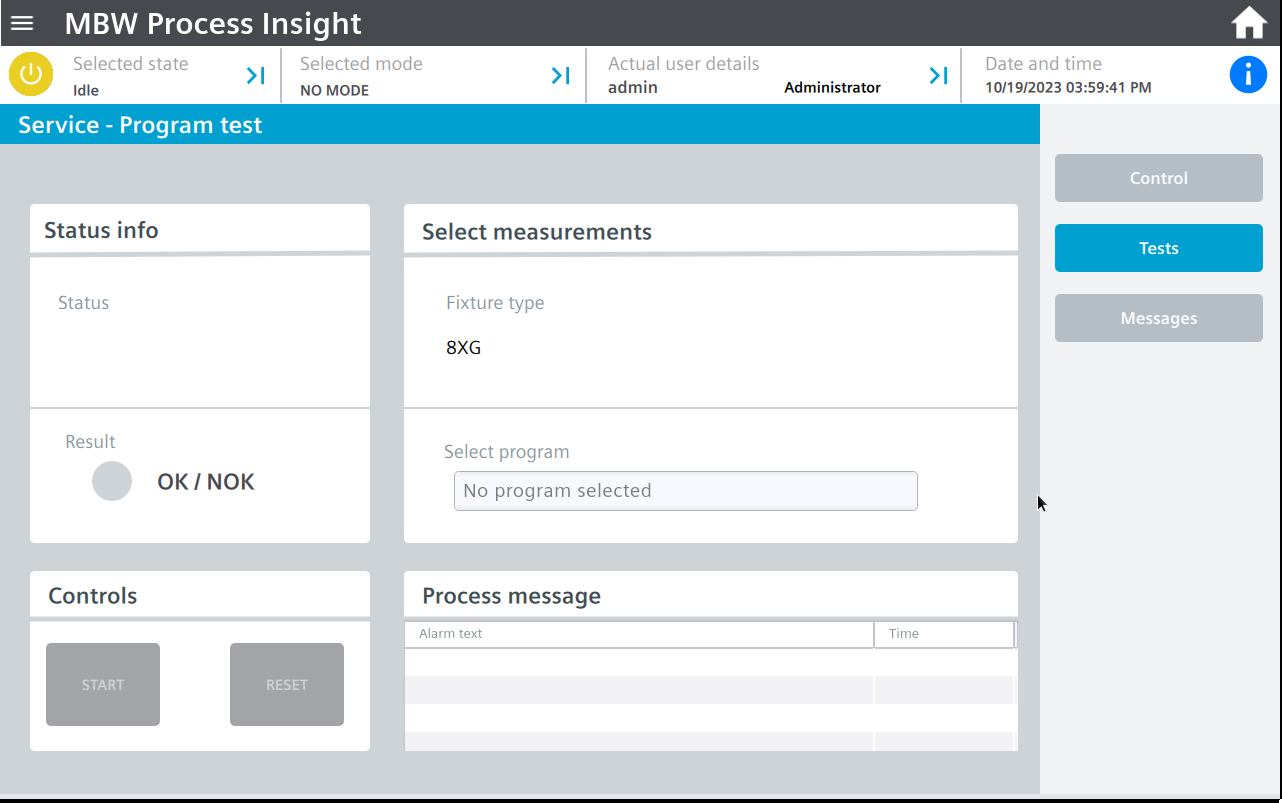 MBW Process Insight
Selected state
Idle
Selected mode
NO MODE
Actual user details
admin Administrator
Date and time
10/19/2023 03:59:41 PM
Service - Program test
Control
Tests
Messages
Status info
Status
Result
OK / NOK
Select measurements
Fixture type
8XG
Select program
No program selected
Controls
START RESET
Process message
Alarm text Time